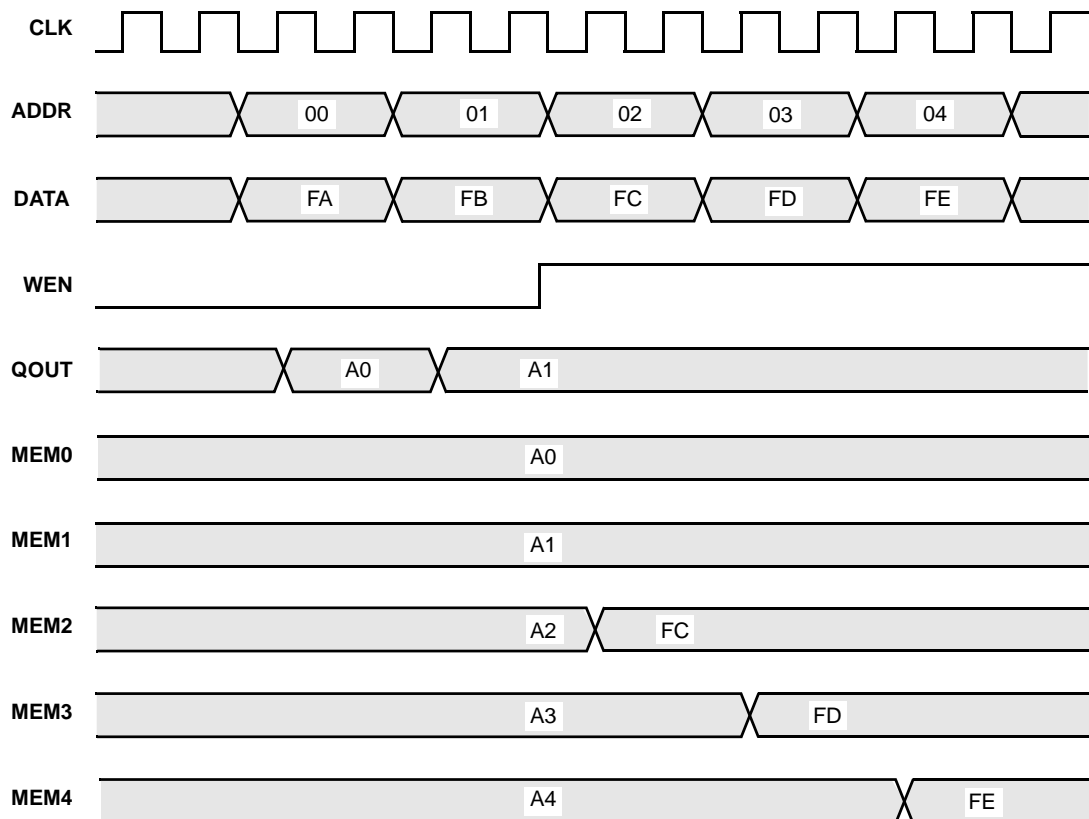 CLK
ADDR 00 01 02 03 04
DATA FA FB FC FD FE
WEN
QOUT A0 A1
MEM0 A0
MEM1 A1
MEM2 A2 FC
MEM3 A3 FD
MEM4 A4 FE